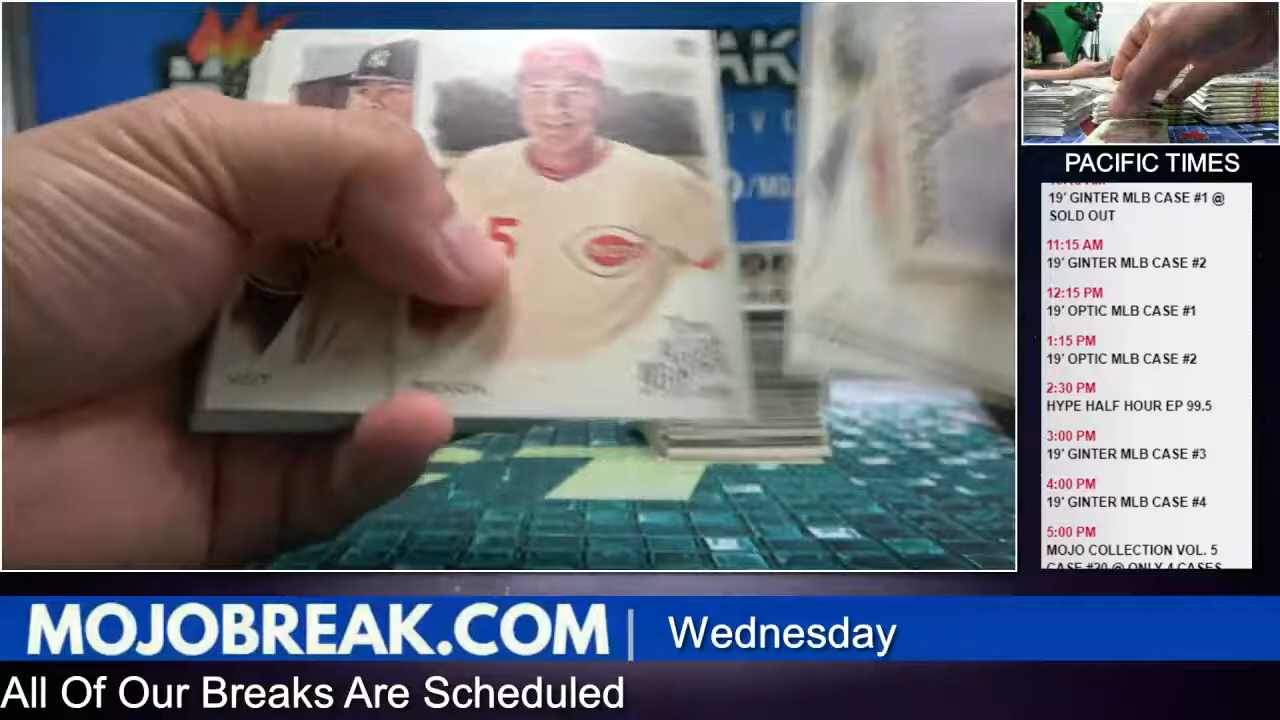 5
AK
IVE
PACIFIC TIMES
19' GINTER MLB CASE #1 @
SOLD OUT
11:15 AM
19' GINTER MLB CASE #2
12:15 PM
19' OPTIC MLB CASE #1
1:15 PM
19' OPTIC MLB CASE #2
2:30 PM
HYPE HALF HOUR EP 99.5
3:00 PM
19' GINTER MLB CASE #3
4:00 PM
19' GINTER MLB CASE #4
5:00 PM
MOJO COLLECTION VOL. 5
CASE #20 @ ONLY 4 CASES
MOJOBREAK.COM | Wednesday
All Of Our Breaks Are Scheduled